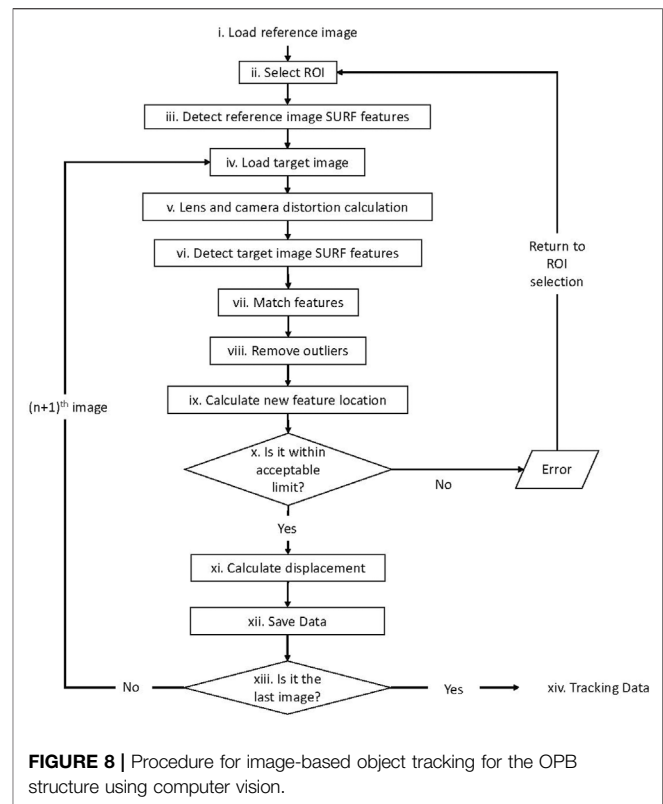 i. Load reference image
ii. Select ROI
iii. Detect reference image SURF features
iv. Load target image
v. Lens and camera distortion calculation
vi. Detect target image SURF features
Return to
ROI
selection
vii. Match features
viii. Remove outliers
ix. Calculate new feature location
(n+1)th image
x. Is it within
acceptable
limit?
No
Error
Yes
xi. Calculate displacement
xii. Save Data
xiii. Is it the
last image?
No
Yes
xiv. Tracking Data
FIGURE 8 | Procedure for image-based object tracking for the OPB
structure using computer vision.